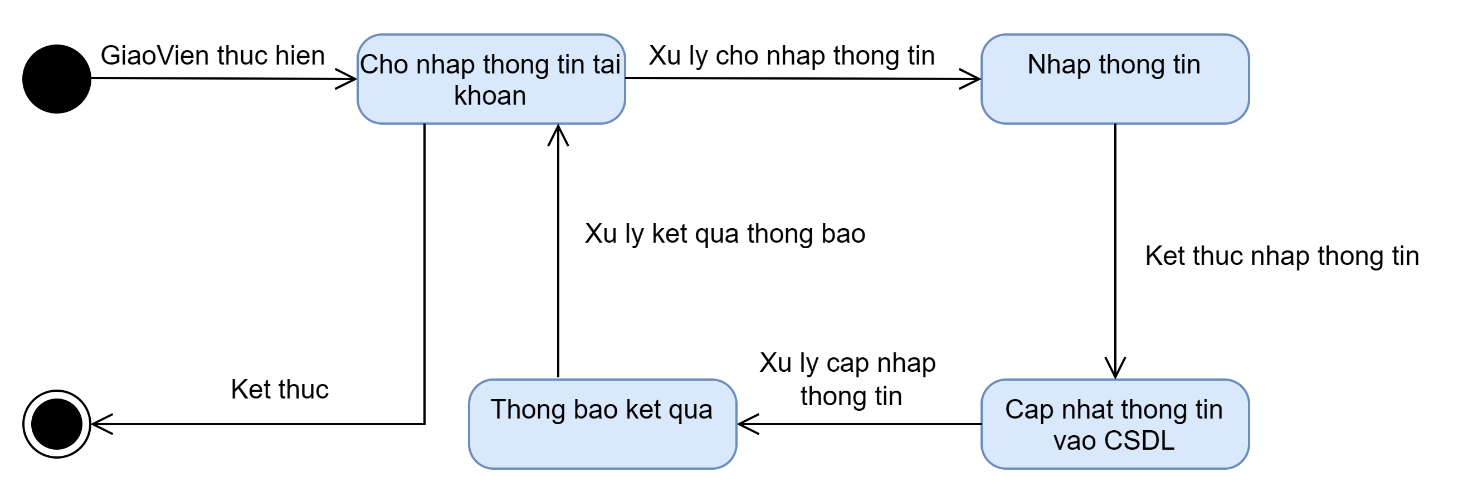 GiaoVien thuc hien
Cho nhap thong tin tai
khoan
Xu ly cho nhap thong tin
Nhap thong tin
Xu ly ket qua thong bao
Ket thuc nhap thong tin
Ket thuc
Thong bao ket qua
Xu ly cap nhap
thong tin
Cap nhat thong tin
vao CSDL